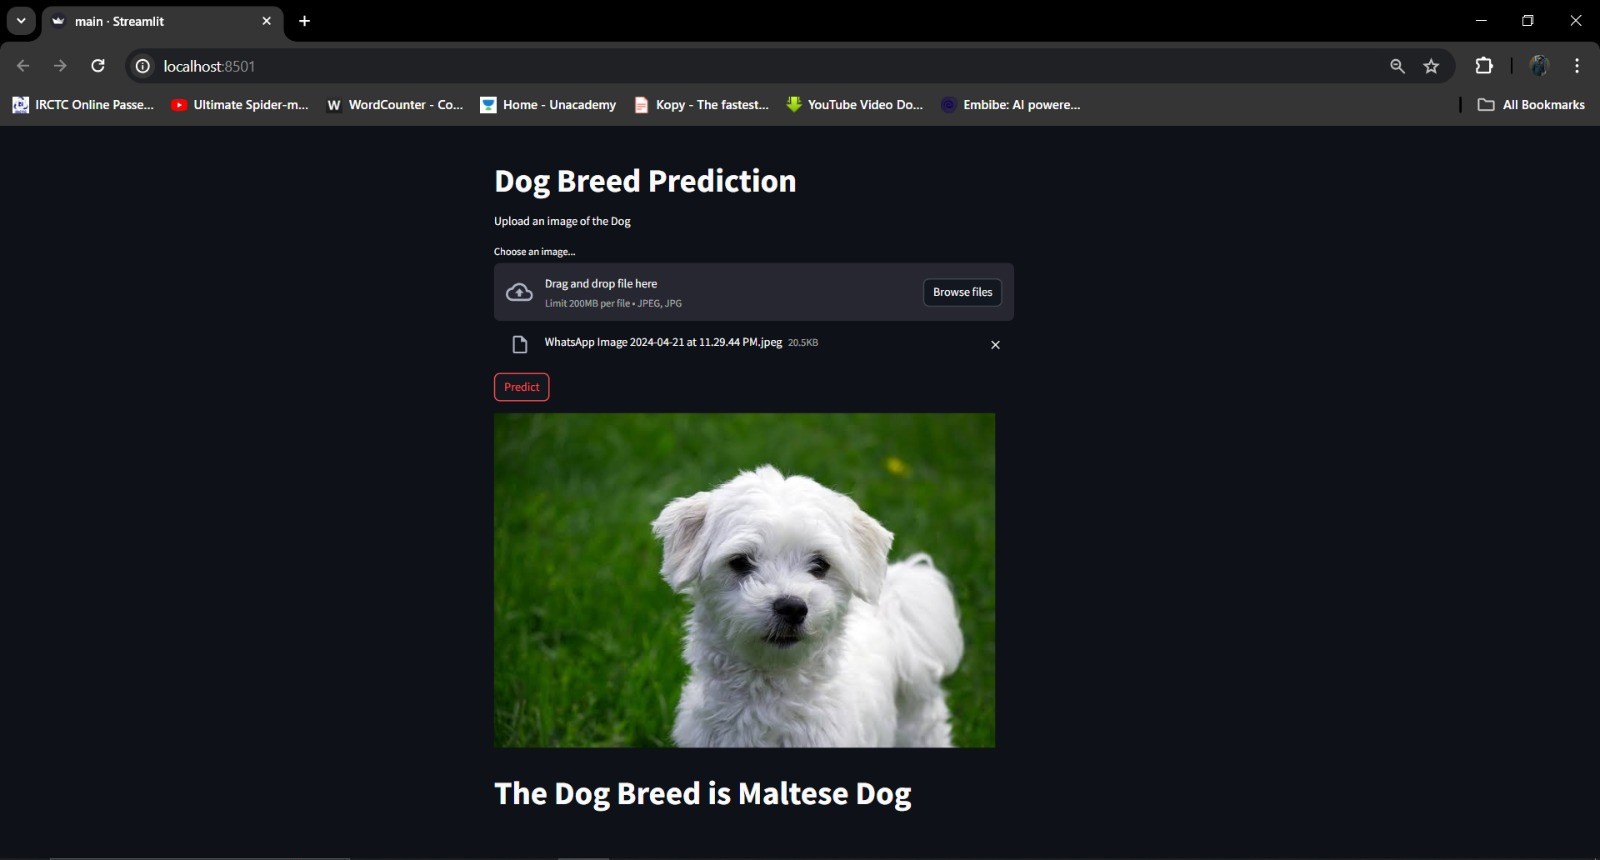 main · Streamlit
localhost:8501
IRCTC Online Passe...
Ultimate Spider-m...
WordCounter - Co...
Home - Unacademy
Kopy - The fastest...
YouTube Video Do...
Embibe: AI powere...
All Bookmarks
Dog Breed Prediction
Upload an image of the Dog
Choose an image...
Drag and drop file here
Limit 200MB per file • JPEG, JPG
Browse files
WhatsApp Image 2024-04-21 at 11.29.44 PM.jpeg 20.5KB
Predict
The Dog Breed is Maltese Dog